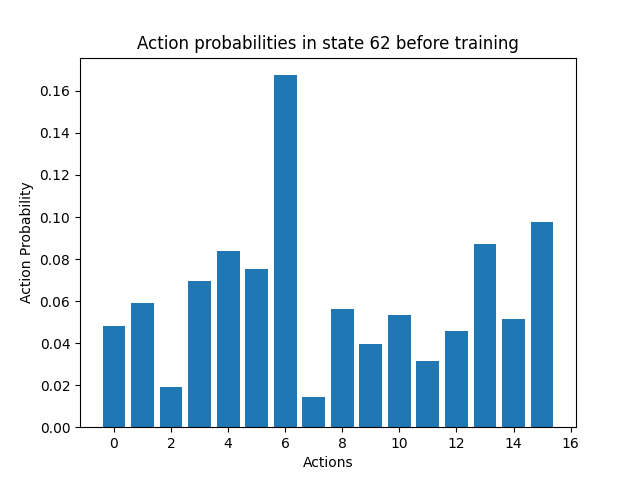 Action probabilities in state 62 before training
0.16
0.14
0.12
0.10
0.08
0.06
0.04
0.02
0.00
Action Probability
0 2 4 6 8 10 12 14 16
Actions